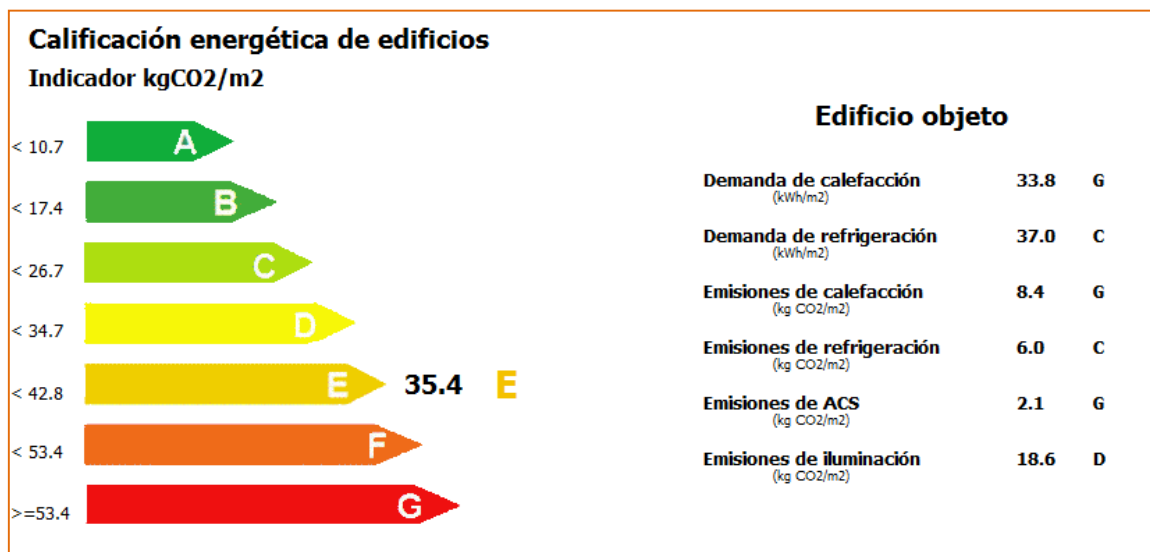 Calificación energética de edificios
Indicador kgCO2/m2
< 10.7 A
< 17.4 B
< 26.7 C
< 34.7 D
< 42.8 E 35.4 E
< 53.4 F
>=53.4 G
Edificio objeto
Demanda de calefacción 33.8 G
(kWh/m2)
Demanda de refrigeración 37.0 C
(kWh/m2)
Emisiones de calefacción 8.4 G
(kg CO2/m2)
Emisiones de refrigeración 6.0 C
(kg CO2/m2)
Emisiones de ACS 2.1 G
(kg CO2/m2)
Emisiones de iluminación 18.6 D
(kg CO2/m2)